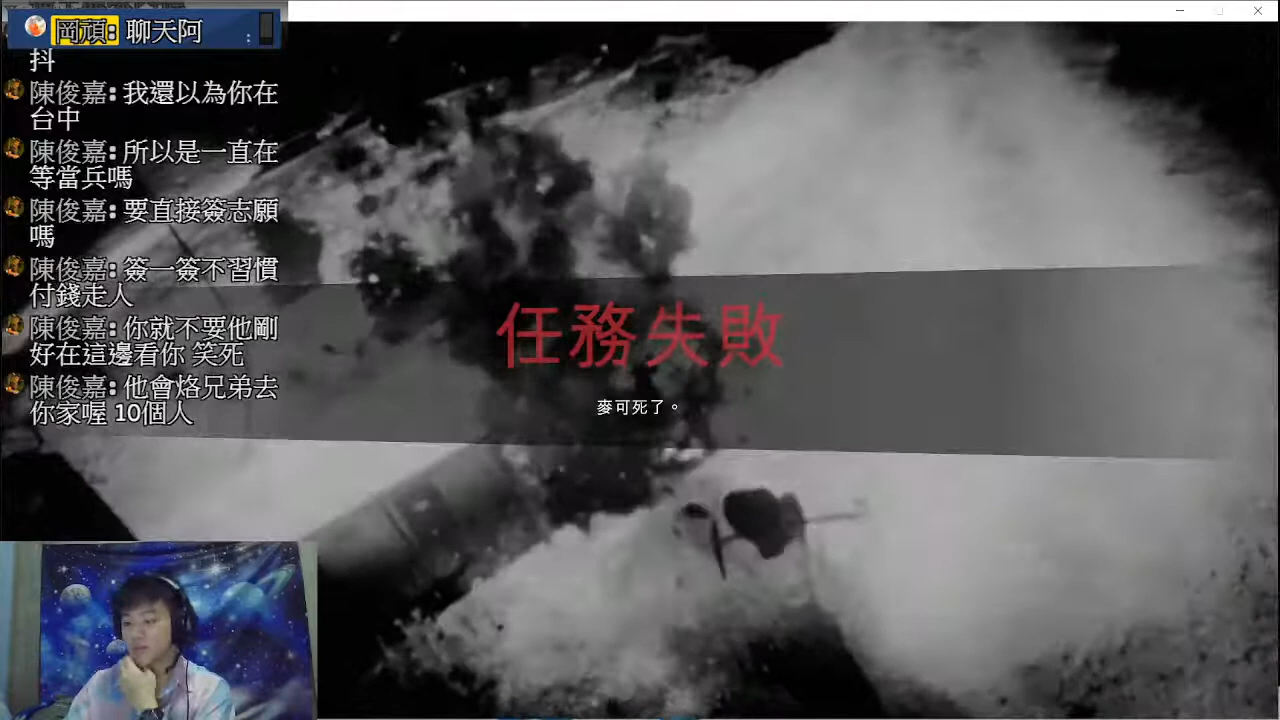 岡頑: 聊天阿
抖
陳俊嘉: 我還以為你在
台中
陳俊嘉: 所以是一直在
等當兵嗎
陳俊嘉: 要直接簽志願
嗎
陳俊嘉: 簽一簽不習慣
付錢走人
陳俊嘉: 你就不要他剛
好在這邊看你 笑死
陳俊嘉: 他會烙兄弟去
你家喔 10個人
任務失敗
麥可死了。